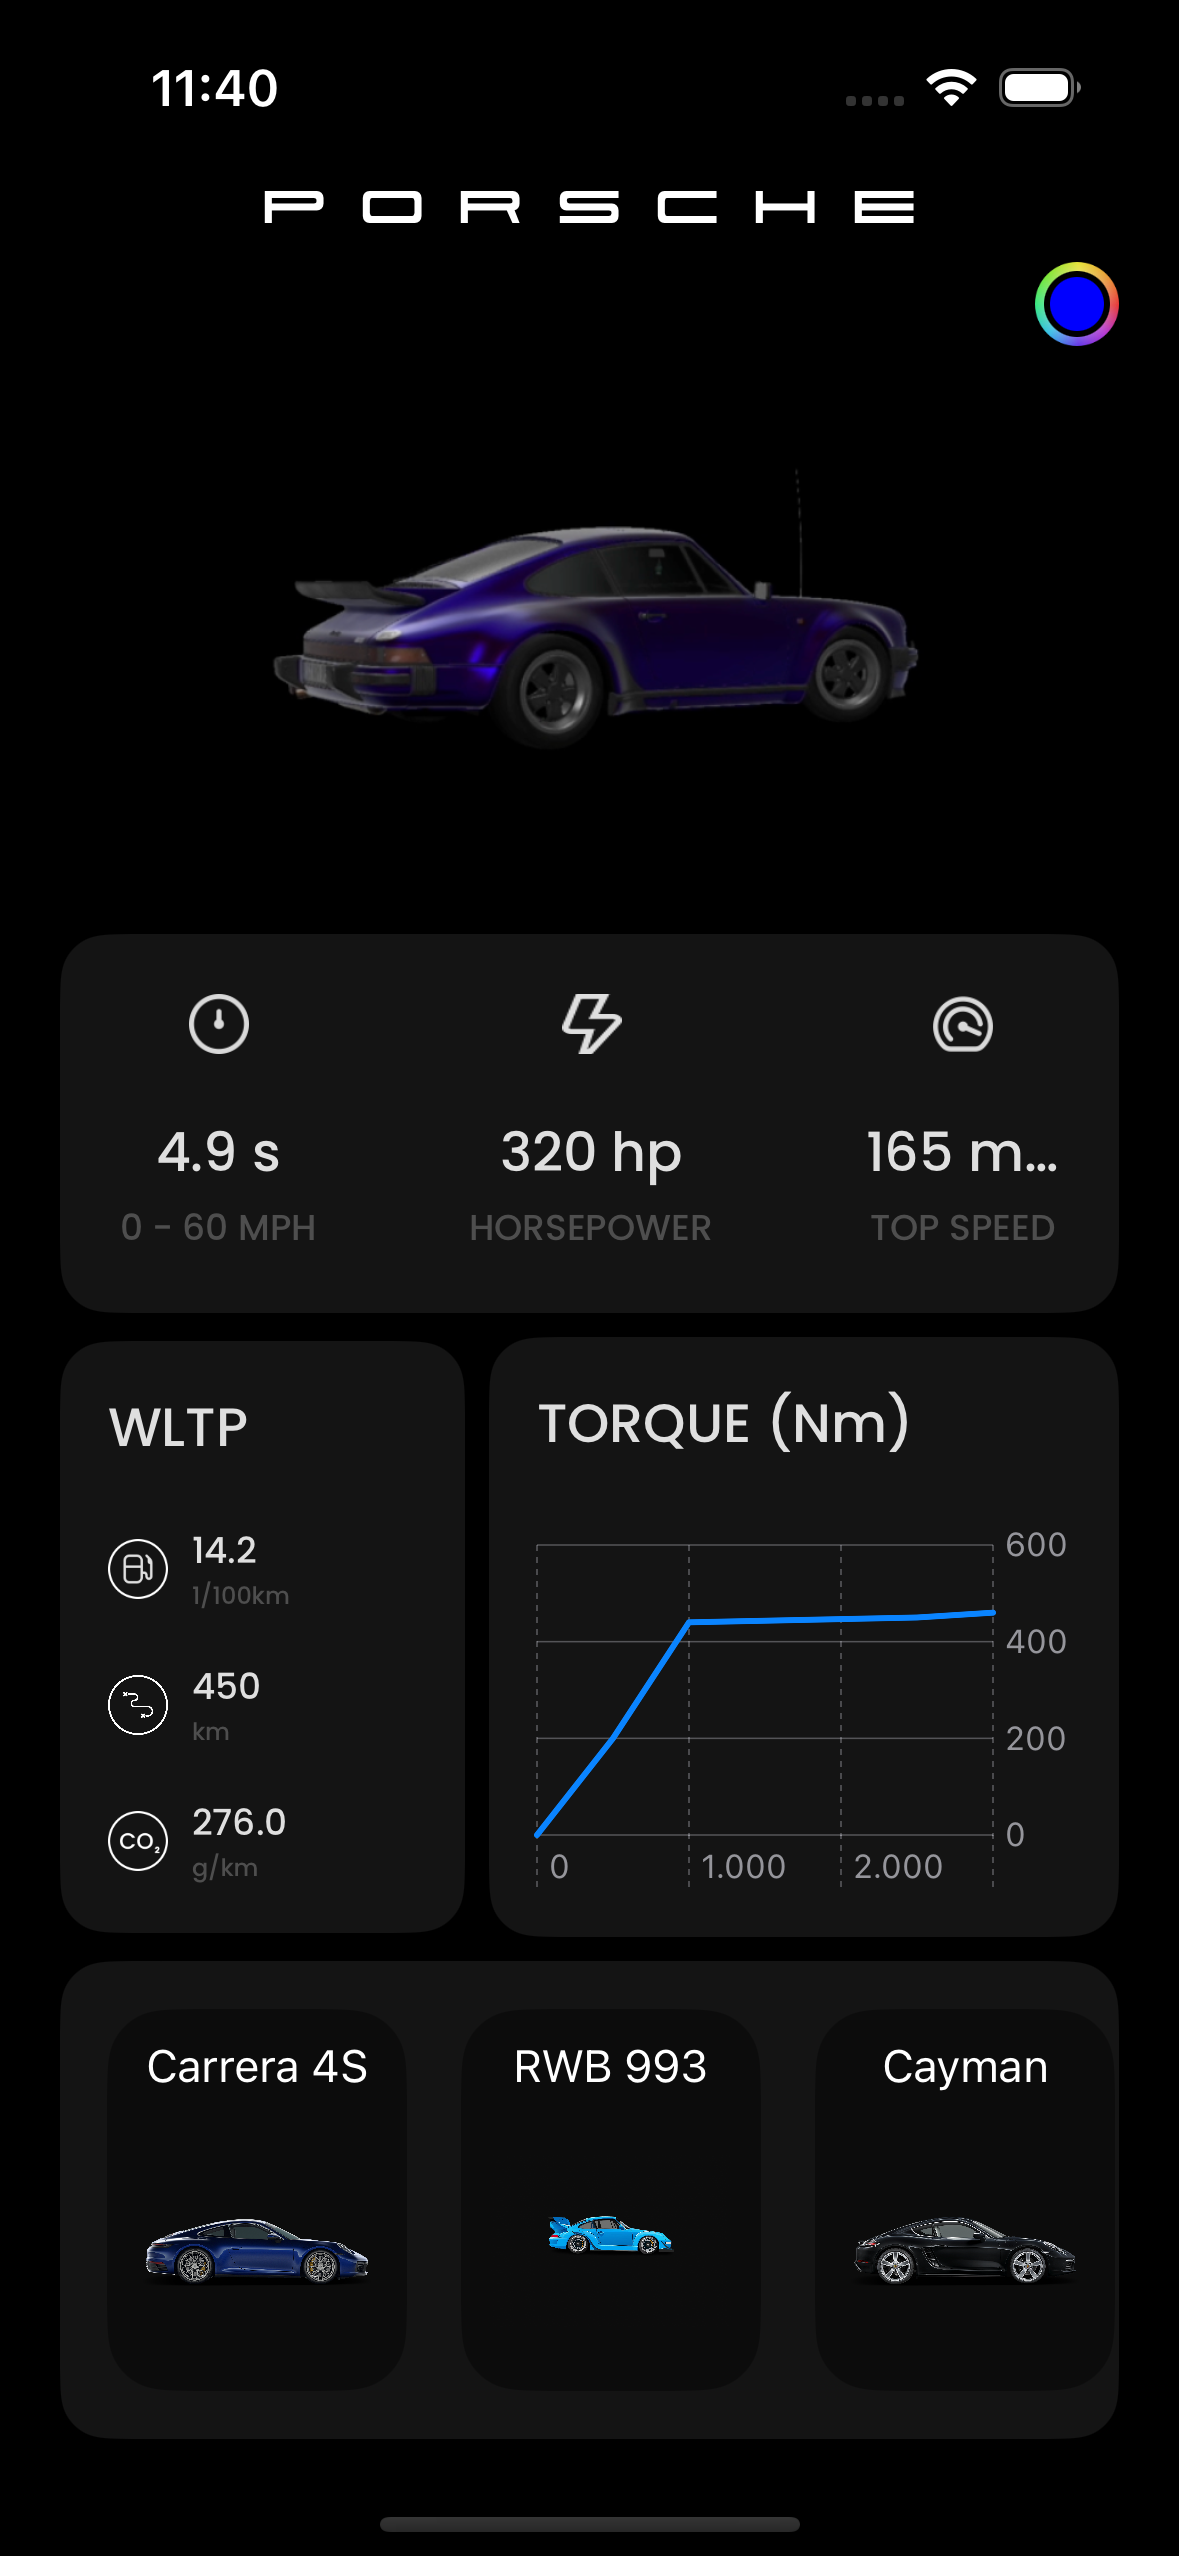 11:40
PORSCHE
4.9 s
320 hp
165 m...
0 - 60 MPH
HORSEPOWER
TOP SPEED
WLTP
14.2
1/100km
450
km
CO₂
276.0
g/km
TORQUE (Nm)
600
400
200
0
0
1.000
2.000
Carrera 4S
RWB 993
Cayman